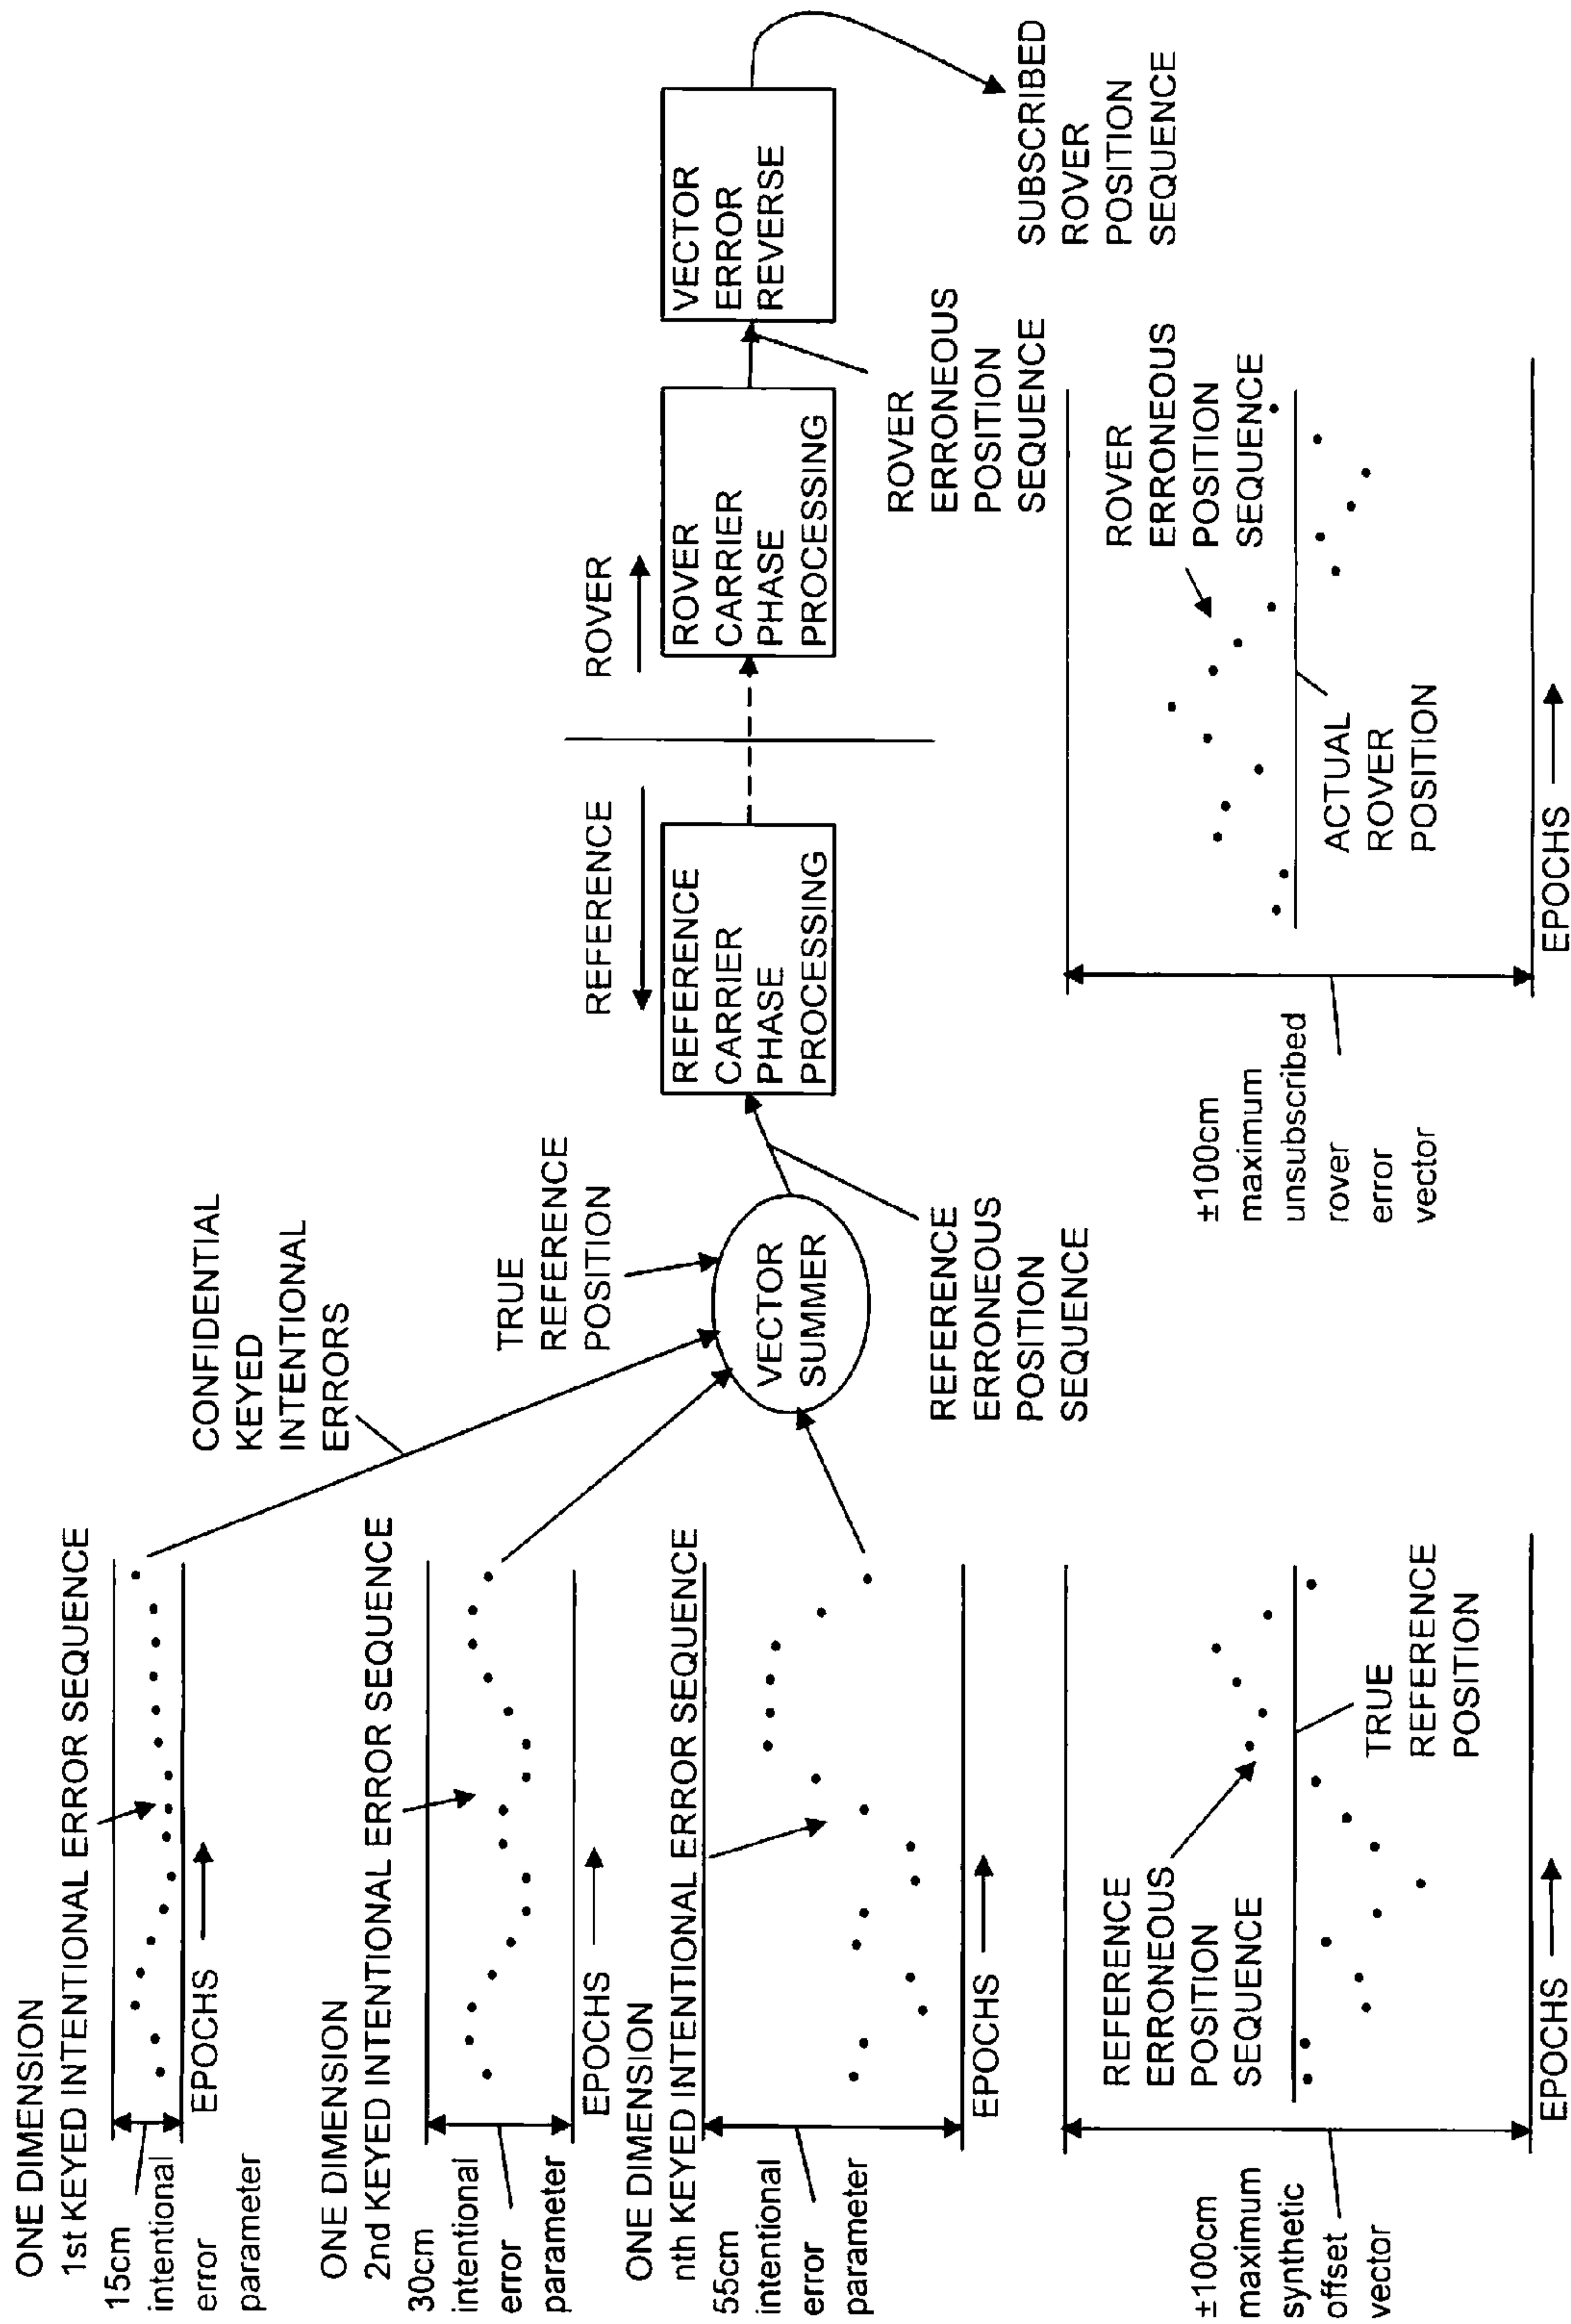 ONE DIMENSION
1st KEYED INTENTIONAL ERROR SEQUENCE
15cm
intentional
error
parameter
EPOCHS
CONFIDENTIAL
KEYED
INTENTIONAL
ERRORS
ONE DIMENSION
2nd KEYED INTENTIONAL ERROR SEQUENCE
30cm
intentional
error
parameter
EPOCHS
TRUE
REFERENCE
POSITION
ONE DIMENSION
nth KEYED INTENTIONAL ERROR SEQUENCE
55cm
intentional
error
parameter
EPOCHS
VECTOR
SUMMER
REFERENCE
ERRONEOUS
POSITION
SEQUENCE
REFERENCE
ROVER
REFERENCE
CARRIER
PHASE
PROCESSING
ROVER
CARRIER
PHASE
PROCESSING
VECTOR
ERROR
REVERSE
ROVER
ERRONEOUS
POSITION
SEQUENCE
SUBSCRIBED
ROVER
POSITION
SEQUENCE
±100cm
maximum
synthetic
offset
vector
REFERENCE
ERRONEOUS
POSITION
SEQUENCE
TRUE
REFERENCE
POSITION
EPOCHS
±100cm
maximum
unsubscribed
rover
error
vector
ROVER
ERRONEOUS
POSITION
SEQUENCE
ACTUAL
ROVER
POSITION
EPOCHS